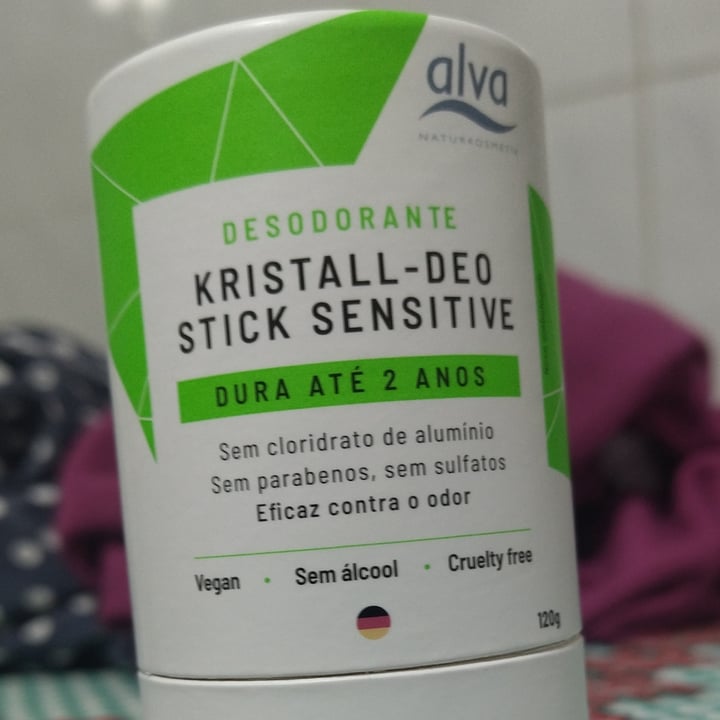 alva
NATURKOSMETIK
DESODORANTE
KRISTALL-DEO
STICK SENSITIVE
DURA ATÉ 2 ANOS
Sem cloridrato de alumínio
Sem parabenos, sem sulfatos
Eficaz contra o odor
Vegan • Sem álcool • Cruelty free
120g